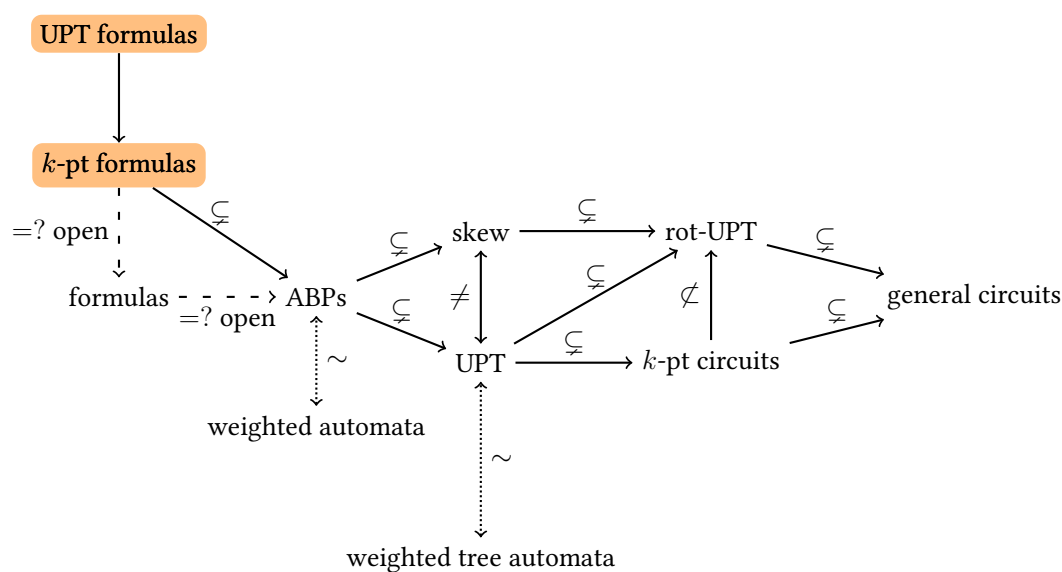 UPT formulas
k-pt formulas
⊊
=? open
⊊
skew
⊊
rot-UPT
⊊
formulas
=? open
ABPs
≠
⊊
⊄
general circuits
⊊
⊊
UPT
⊊
k-pt circuits
∼
weighted automata
∼
weighted tree automata